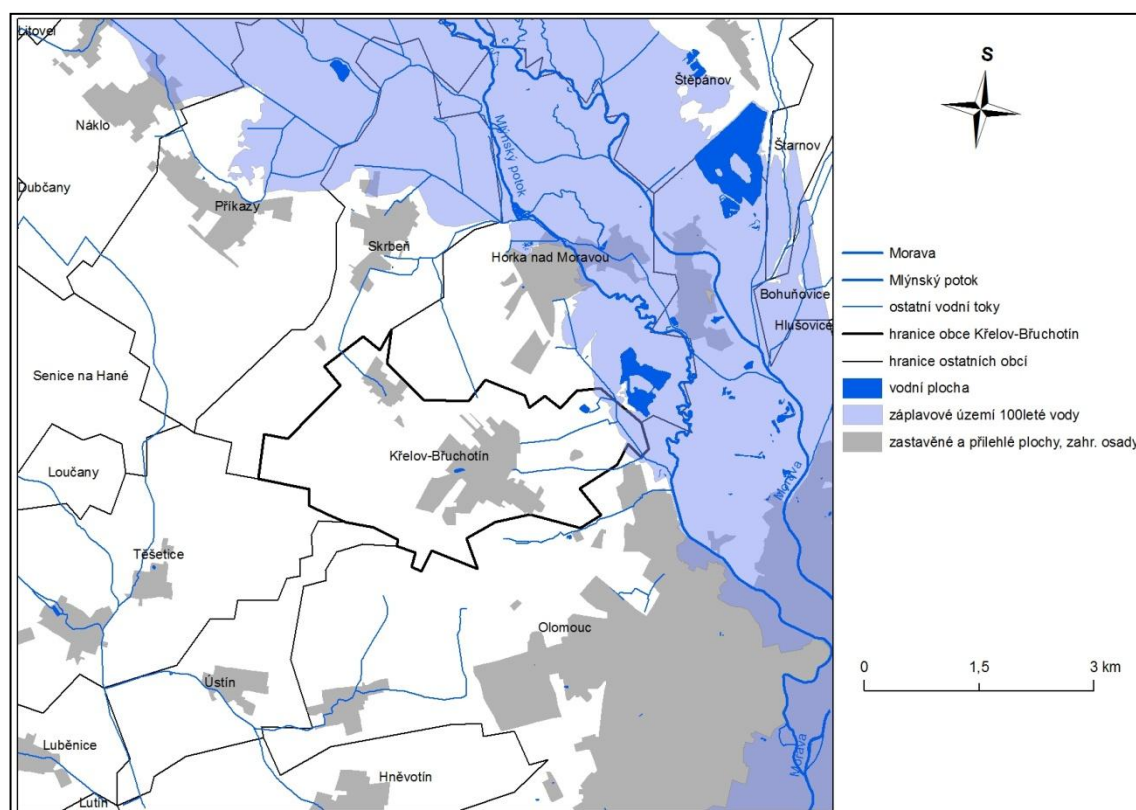 Litovel
Štěpánov
Náklo
Mlýnský potok
Štarnov
Dubčany
Příkazy
Skrbeň
Horka nad Moravou
Bohuňovice
Hlušovice
Senice na Hané
Křelov-Břuchotín
Loučany
Morava
Těšetice
Olomouc
Ústín
Luběnice
Hněvotín
Morava
Lutín
S
Morava
Mlýnský potok
ostatní vodní toky
hranice obce Křelov-Břuchotín
hranice ostatních obcí
vodní plocha
záplavové území 100leté vody
zastavěné a přilehlé plochy, zahr. osady
0 1,5 3 km